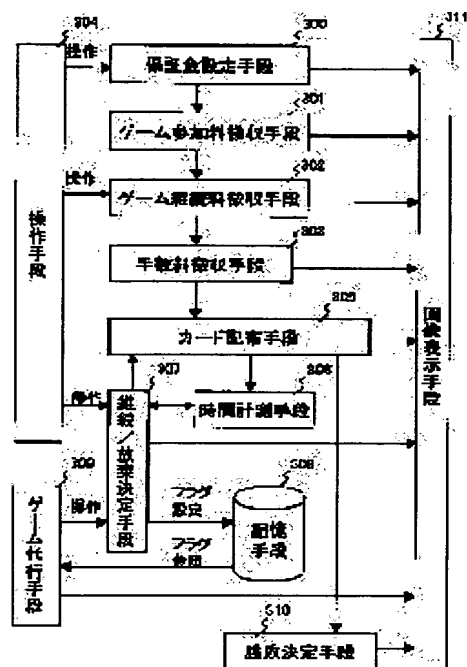 304
300
311
操作
保証金設定手段
301
ゲーム参加料徴収手段
302
操作
ゲーム継続料徴収手段
303
手数料徴収手段
操作手段
305
カード配布手段
画像表示手段
307
306
操作
継続/放棄決定手段
時間計測手段
309
308
操作
フラグ設定
記憶手段
フラグ
ゲーム代行手段
310
勝敗決定手段